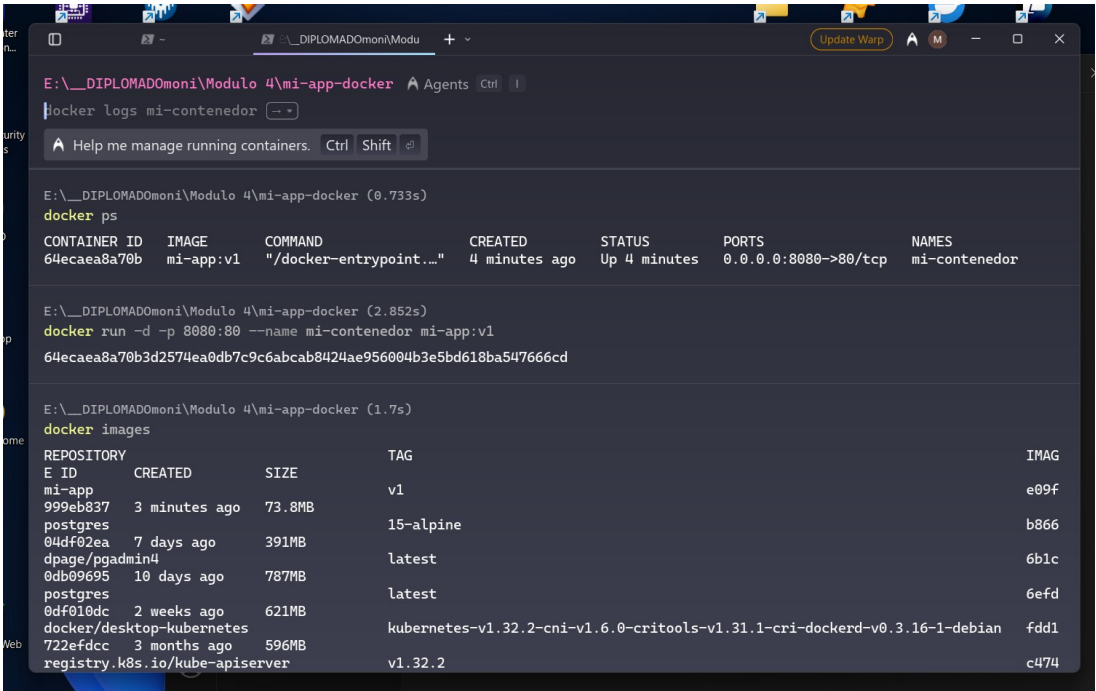 E:\__DIPLOMADOmoni\Modu
Update Warp
M
E:\__DIPLOMADOmoni\Modulo 4\mi-app-docker Agents Ctrl I
docker logs mi-contenedor
Help me manage running containers. Ctrl Shift
E:\__DIPLOMADOmoni\Modulo 4\mi-app-docker (0.733s)
docker ps
CONTAINER ID IMAGE COMMAND CREATED STATUS PORTS NAMES
64ecaea8a70b mi-app:v1 "/docker-entrypoint.…" 4 minutes ago Up 4 minutes 0.0.0.0:8080->80/tcp mi-contenedor
E:\__DIPLOMADOmoni\Modulo 4\mi-app-docker (2.852s)
docker run -d -p 8080:80 --name mi-contenedor mi-app:v1
64ecaea8a70b3d2574ea0db7c9c6abcab8424ae956004b3e5bd618ba547666cd
E:\__DIPLOMADOmoni\Modulo 4\mi-app-docker (1.7s)
docker images
REPOSITORY TAG IMAG
E ID CREATED SIZE
mi-app v1 e09f
999eb837 3 minutes ago 73.8MB
postgres 15-alpine b866
04df02ea 7 days ago 391MB
dpage/pgadmin4 latest 6b1c
0db09695 10 days ago 787MB
postgres latest 6efd
0df010dc 2 weeks ago 621MB
docker/desktop-kubernetes kubernetes-v1.32.2-cni-v1.6.0-critools-v1.31.1-cri-dockerd-v0.3.16-1-debian fdd1
722efdcc 3 months ago 596MB
registry.k8s.io/kube-apiserver v1.32.2 c474